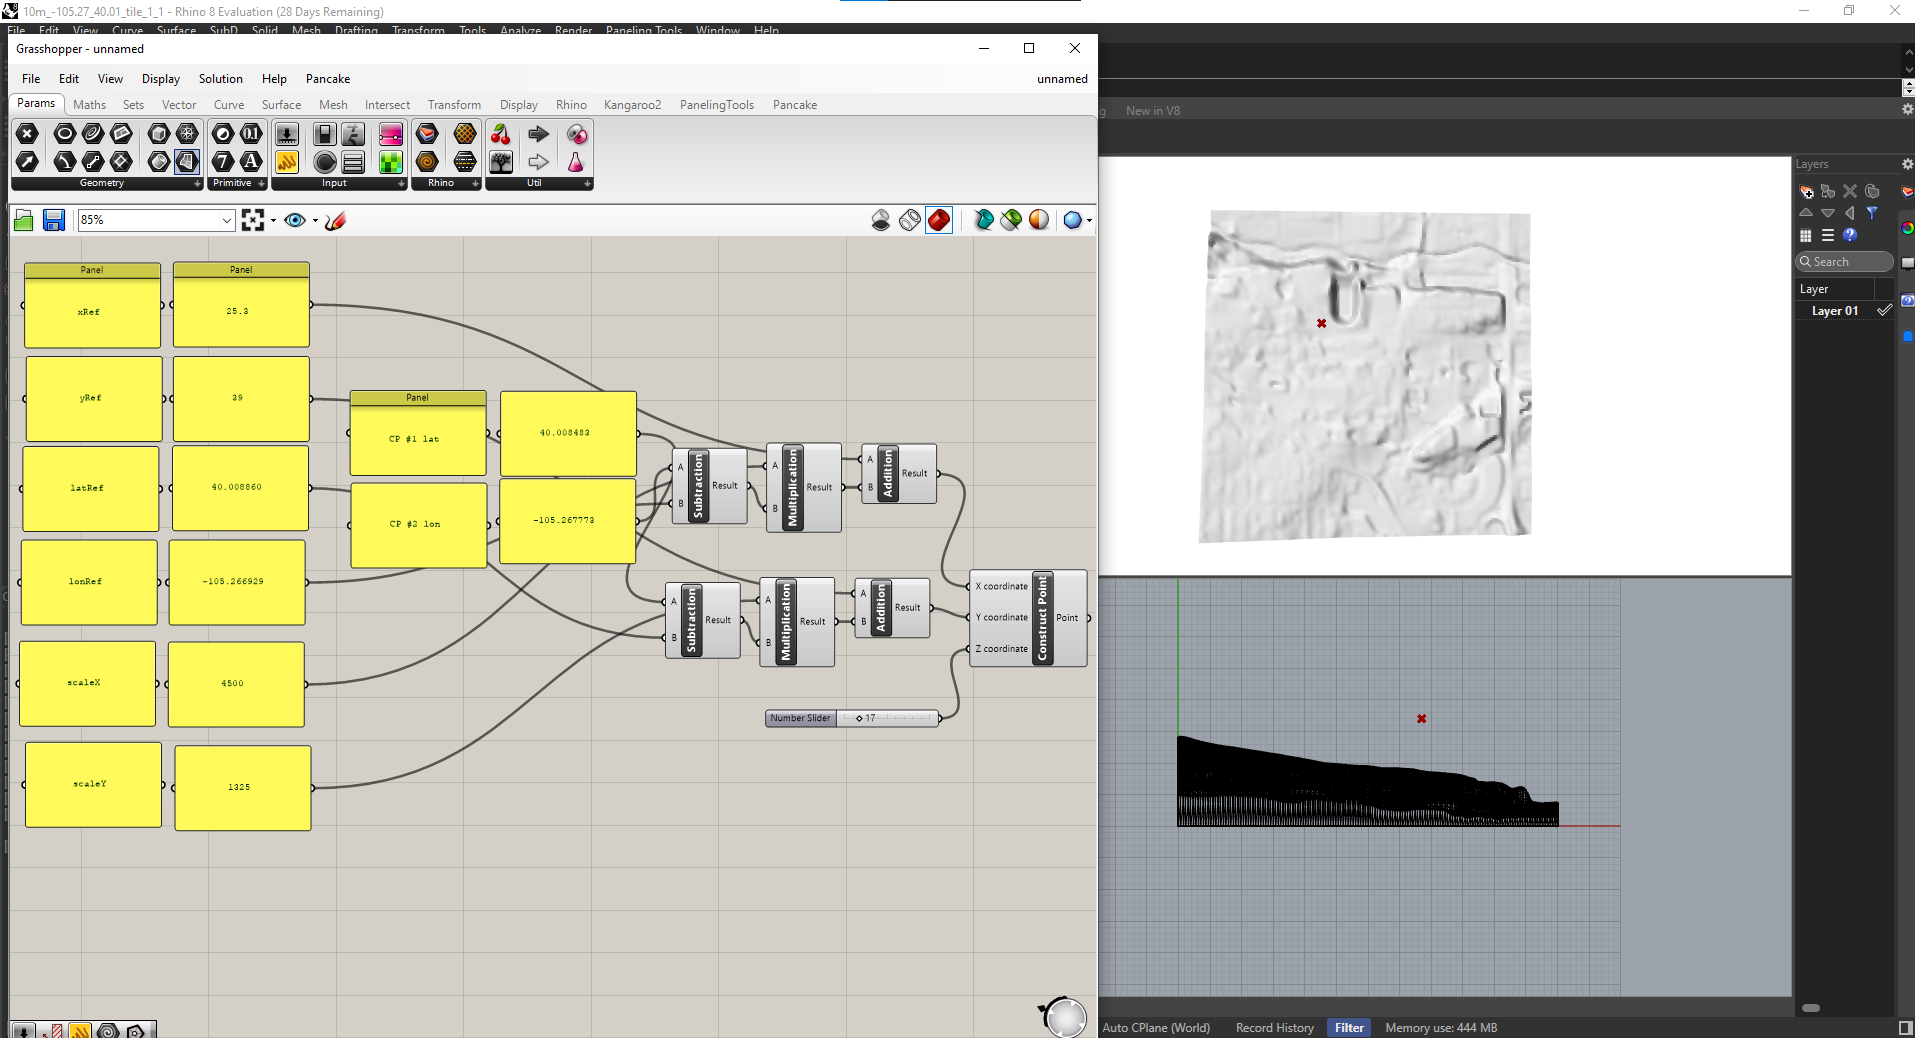 10m_-105.27_40.01_tile_1_1 - Rhino 8 Evaluation (28 Days Remaining)
File Edit View Curve Surface SubD Solid Mesh Drafting Transform Tools Analyze Render Paneling Tools Window Help
Grasshopper - unnamed
File Edit View Display Solution Help Pancake unnamed
Params Maths Sets Vector Curve Surface Mesh Intersect Transform Display Rhino Kangaroo2 PanelingTools Pancake
New in V8
Geometry Primitive Input Rhino Util
85%
Panel
xRef
Panel
25.3
yRef
39
latRef
40.008860
lonRef
-105.266929
scaleX
4500
scaleY
1325
Panel
CP #1 lat
40.008483
CP #2 lon
-105.267773
A
B
Subtraction
Result
A
B
Multiplication
Result
A
B
Addition
Result
A
B
Subtraction
Result
A
B
Multiplication
Result
A
B
Addition
Result
X coordinate
Y coordinate
Z coordinate
Construct Point
Point
Number Slider
17
Layers
Search
Layer
Layer 01
Auto CPlane (World) Record History Filter Memory use: 444 MB